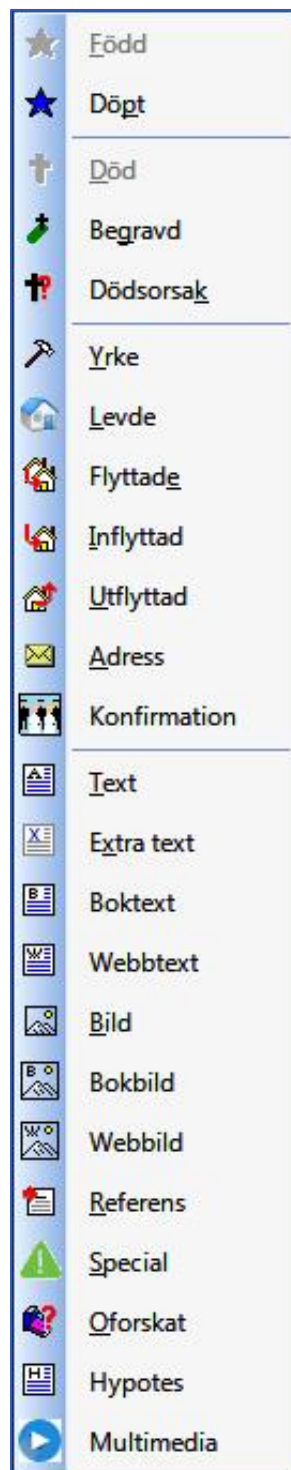 Född
Döpt
Död
Begravd
Dödsorsak
Yrke
Levde
Flyttade
Inflyttad
Utflyttad
Adress
Konfirmation
Text
Extra text
Boktext
Webbtext
Bild
Bokbild
Webbild
Referens
Special
Oforskat
Hypotes
Multimedia